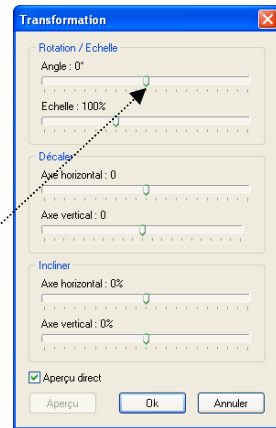 Transformation
Rotation / Echelle
Angle : 0°
Echelle : 100%
Décaler
Axe horizontal : 0
Axe vertical : 0
Incliner
Axe horizontal : 0%
Axe vertical : 0%
Aperçu direct
Aperçu Ok Annuler